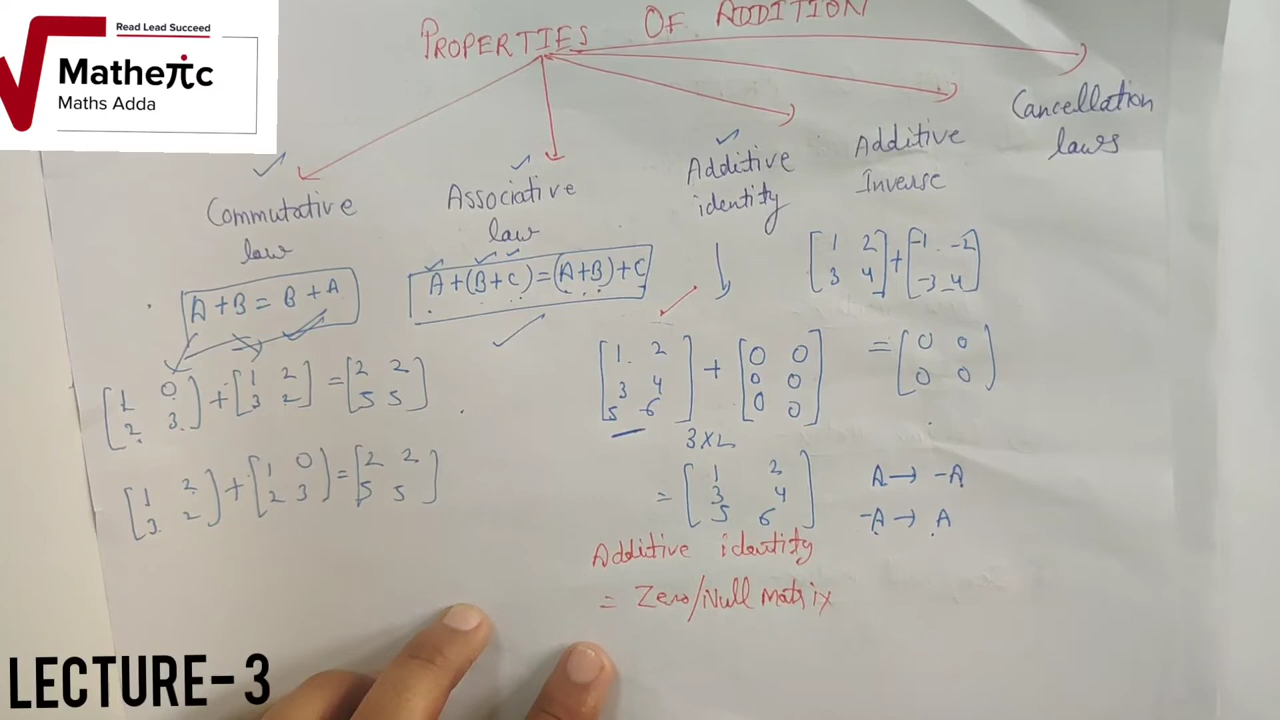 Read Lead Succeed
Matheπc
Maths Adda
PROPERTIES OF ADDITION
Commutative
law
A+B = B+A
[1 0
2 3] + [1 2
3 2] = [2 2
5 5]
[1 2
3 2] + [1 0
2 3] = [2 2
5 5]
Associative
law
A+(B+C)=(A+B)+C
Additive
identity
[1 2
3 4
5 6] + [0 0
0 0
0 0]
3×2
= [1 2
3 4
5 6]
Additive identity
= Zero/Null matrix
Additive
Inverse
[1 2
3 4] + [-1 -2
-3 -4]
= [0 0
0 0]
A → -A
-A → A
Cancellation
laws
LECTURE-3